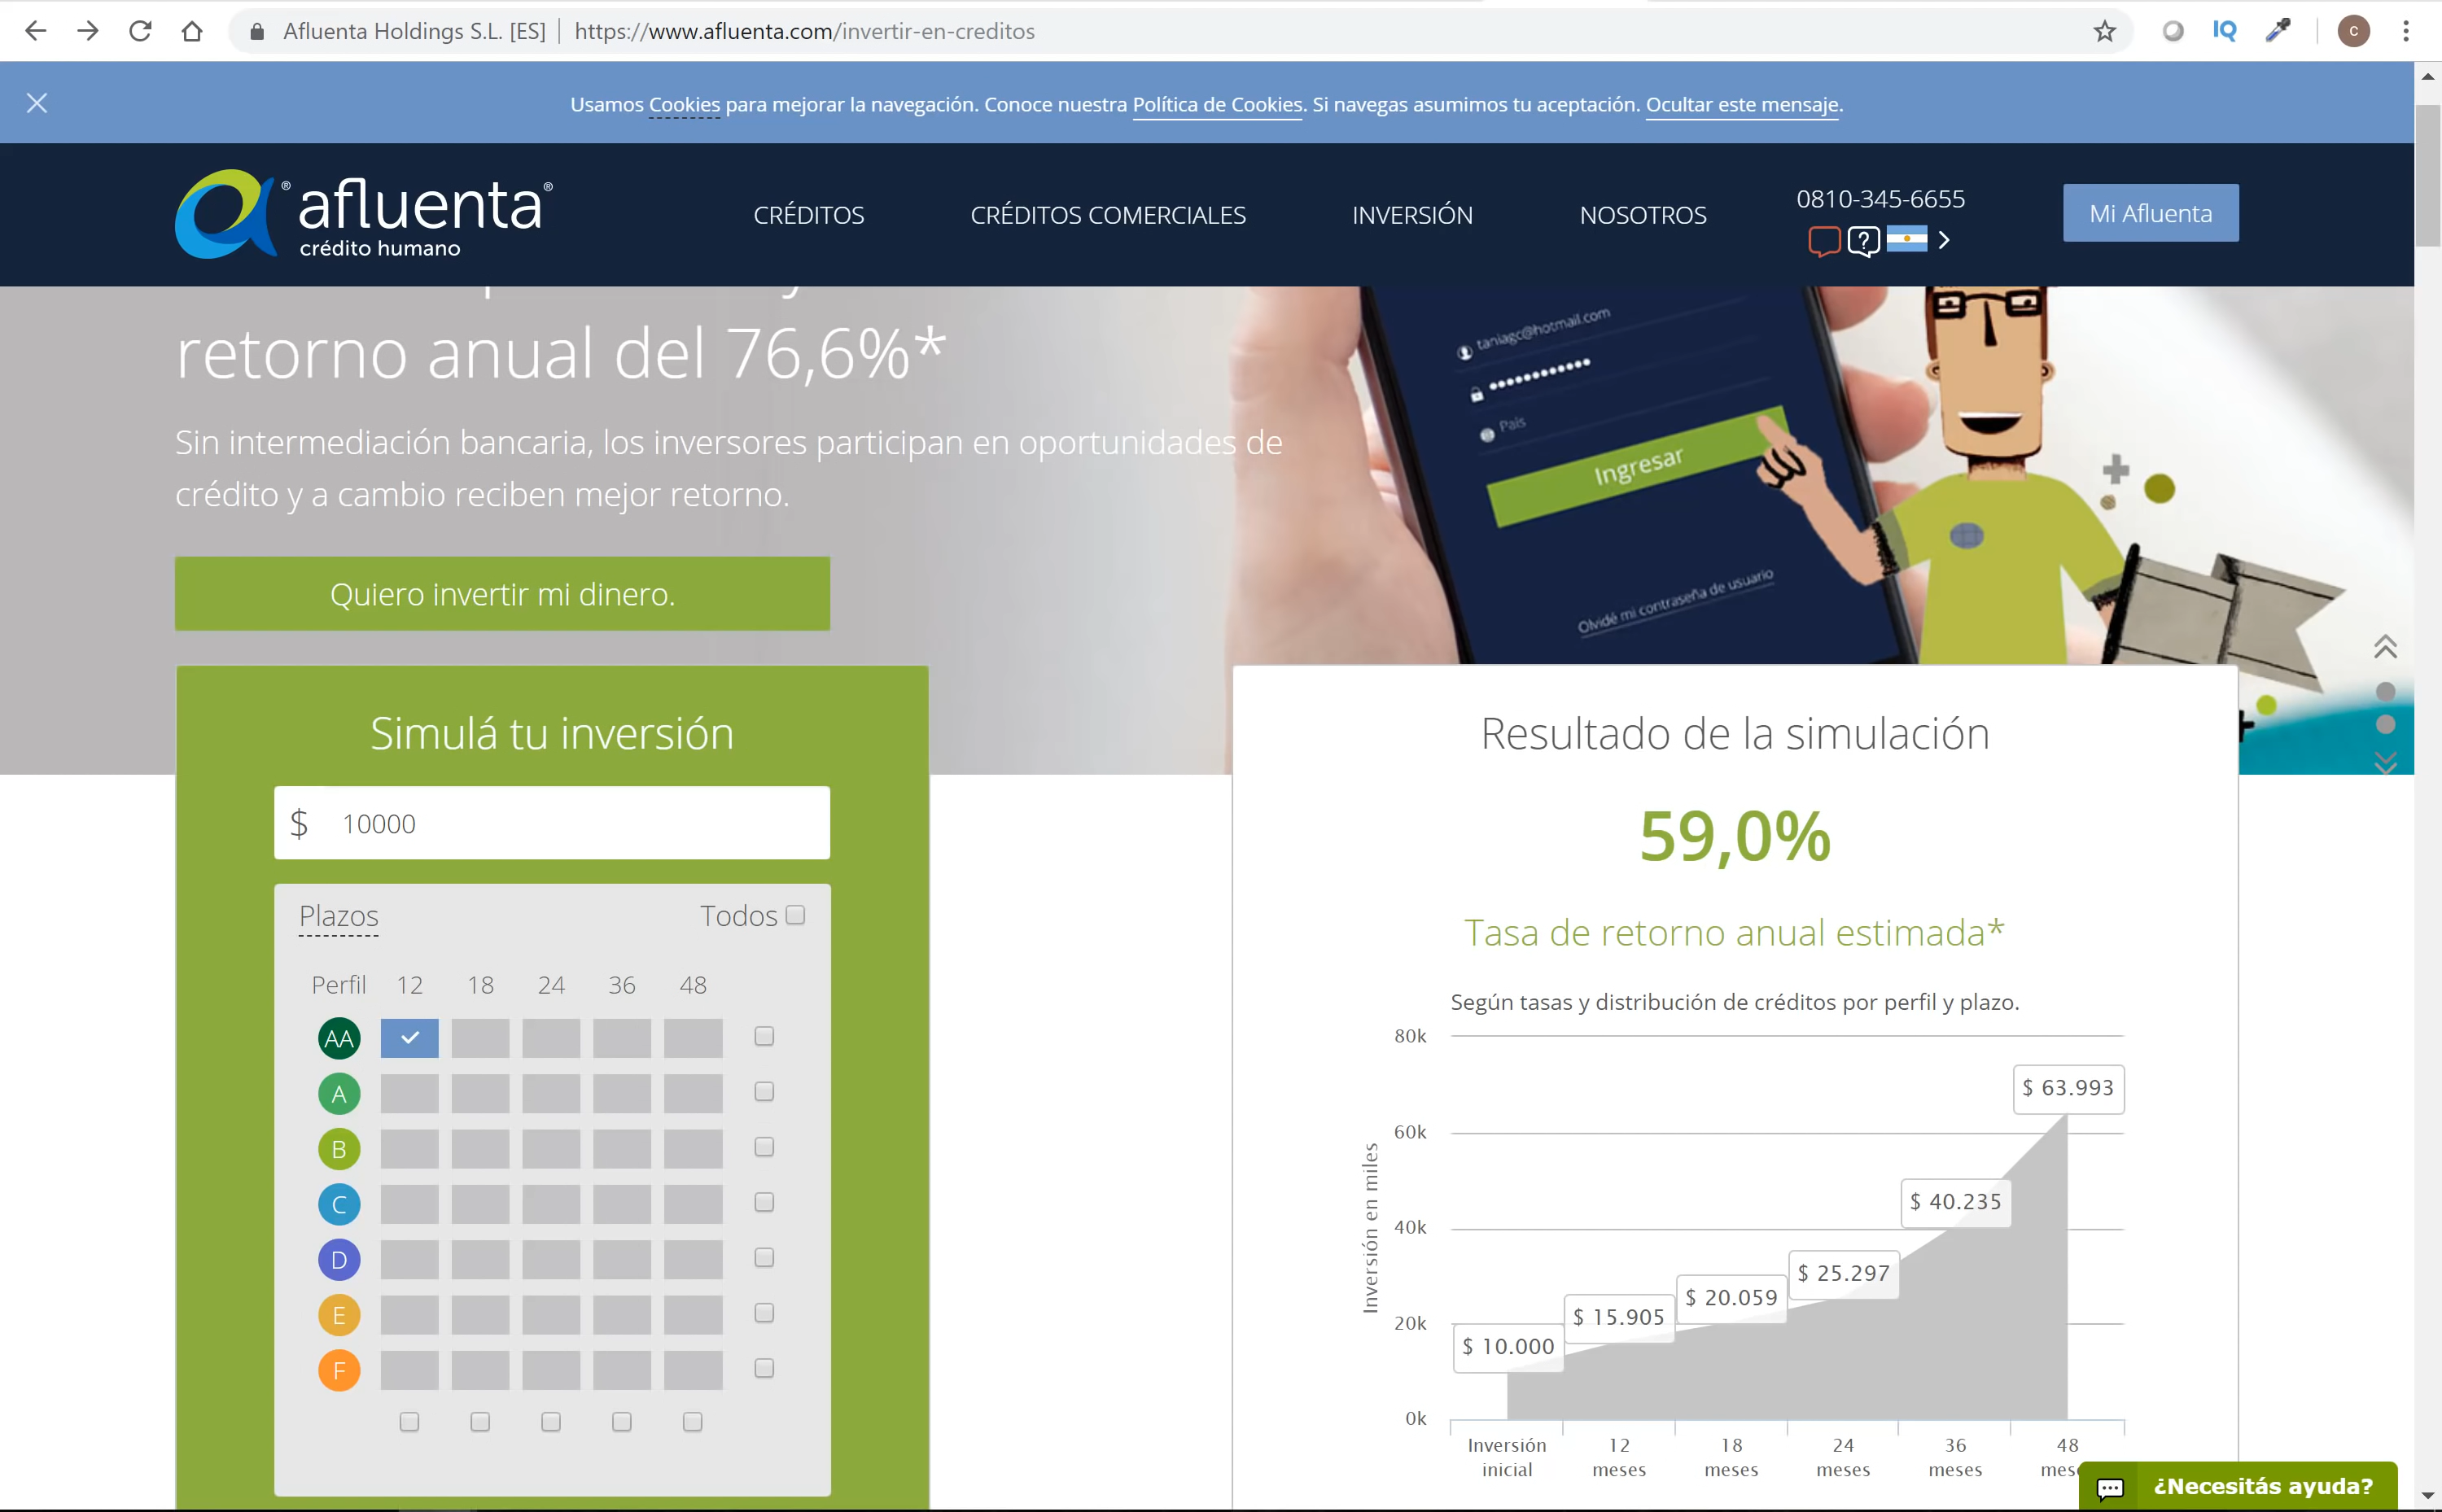 Afluenta Holdings S.L. [ES] https://www.afluenta.com/invertir-en-creditos
IQ
c
Usamos Cookies para mejorar la navegación. Conoce nuestra Política de Cookies. Si navegas asumimos tu aceptación. Ocultar este mensaje.
afluenta®
crédito humano
CRÉDITOS
CRÉDITOS COMERCIALES
INVERSIÓN
NOSOTROS
0810-345-6655
Mi Afluenta
retorno anual del 76,6%*
Sin intermediación bancaria, los inversores participan en oportunidades de
crédito y a cambio reciben mejor retorno.
Quiero invertir mi dinero.
taniagc@hotmail.com
País
Ingresar
Olvidé mi contraseña de usuario
Simulá tu inversión
$ 10000
Plazos Todos
Perfil 12 18 24 36 48
AA
A
B
C
D
E
F
Resultado de la simulación
59,0%
Tasa de retorno anual estimada*
Según tasas y distribución de créditos por perfil y plazo.
Inversión en miles
80k
60k
40k
20k
0k
$ 10.000
$ 15.905
$ 20.059
$ 25.297
$ 40.235
$ 63.993
Inversión inicial
12 meses
18 meses
24 meses
36 meses
48
¿Necesitás ayuda?